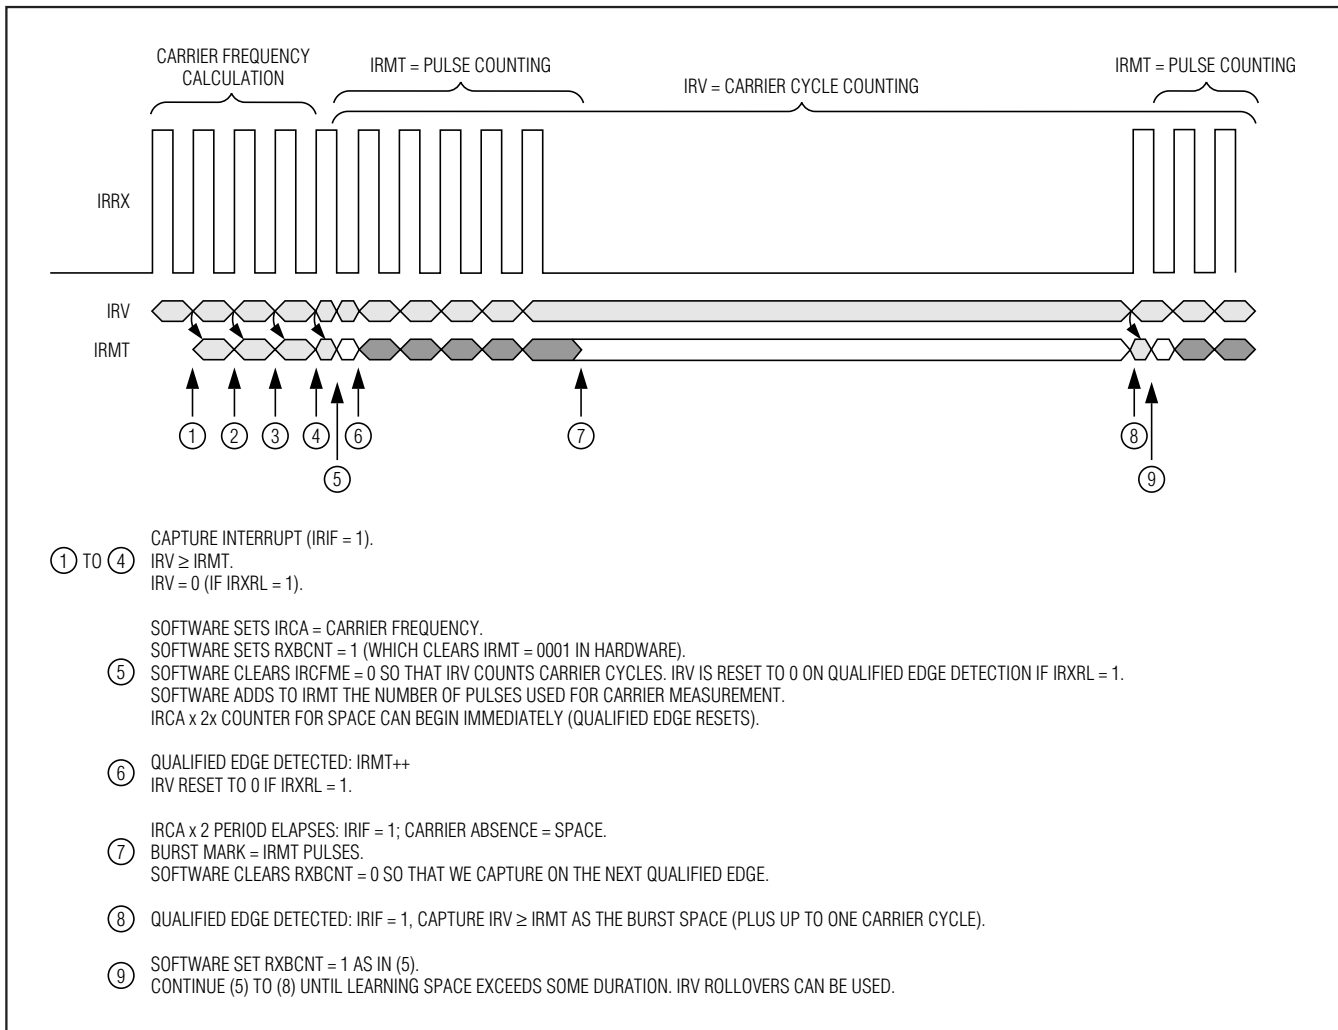 CARRIER FREQUENCY
CALCULATION
IRMT = PULSE COUNTING
IRV = CARRIER CYCLE COUNTING
IRMT = PULSE COUNTING
IRRX
IRV
IRMT
1 2 3 4 6 7 8
5 9
1 TO 4
CAPTURE INTERRUPT (IRIF = 1).
IRV ≥ IRMT.
IRV = 0 (IF IRXRL = 1).
5
SOFTWARE SETS IRCA = CARRIER FREQUENCY.
SOFTWARE SETS RXBCNT = 1 (WHICH CLEARS IRMT = 0001 IN HARDWARE).
SOFTWARE CLEARS IRCFME = 0 SO THAT IRV COUNTS CARRIER CYCLES. IRV IS RESET TO 0 ON QUALIFIED EDGE DETECTION IF IRXRL = 1.
SOFTWARE ADDS TO IRMT THE NUMBER OF PULSES USED FOR CARRIER MEASUREMENT.
IRCA x 2x COUNTER FOR SPACE CAN BEGIN IMMEDIATELY (QUALIFIED EDGE RESETS).
6
QUALIFIED EDGE DETECTED: IRMT++
IRV RESET TO 0 IF IRXRL = 1.
7
IRCA x 2 PERIOD ELAPSES: IRIF = 1; CARRIER ABSENCE = SPACE.
BURST MARK = IRMT PULSES.
SOFTWARE CLEARS RXBCNT = 0 SO THAT WE CAPTURE ON THE NEXT QUALIFIED EDGE.
8
QUALIFIED EDGE DETECTED: IRIF = 1, CAPTURE IRV ≥ IRMT AS THE BURST SPACE (PLUS UP TO ONE CARRIER CYCLE).
9
SOFTWARE SET RXBCNT = 1 AS IN (5).
CONTINUE (5) TO (8) UNTIL LEARNING SPACE EXCEEDS SOME DURATION. IRV ROLLOVERS CAN BE USED.